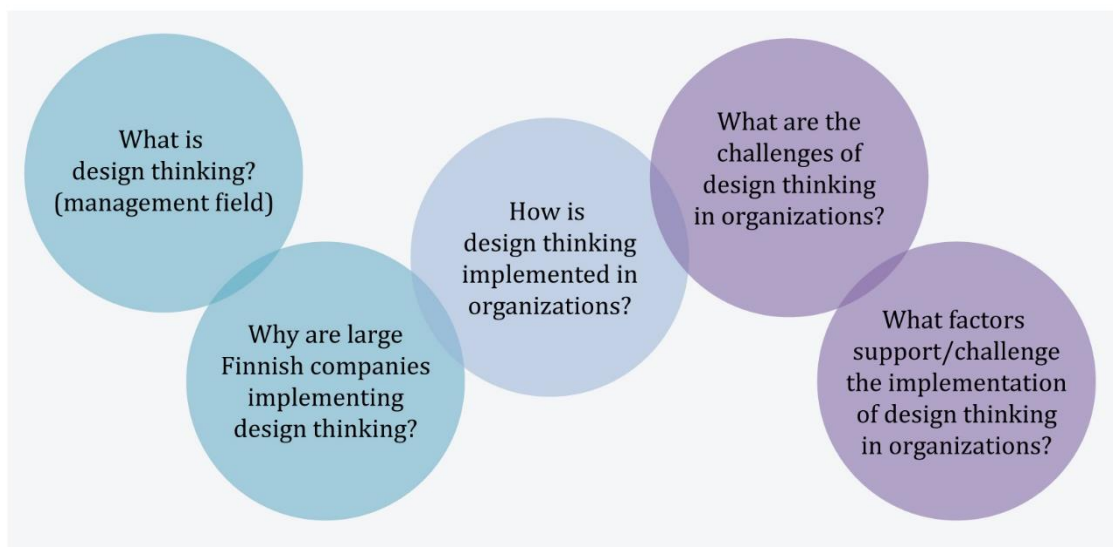 What is
design thinking?
(management field)
Why are large
Finnish companies
implementing
design thinking?
How is
design thinking
implemented in
organizations?
What are the
challenges of
design thinking
in organizations?
What factors
support/challenge
the implementation
of design thinking
in organizations?